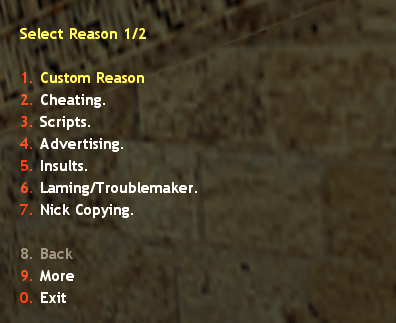 Select Reason 1/2
1. Custom Reason
2. Cheating.
3. Scripts.
4. Advertising.
5. Insults.
6. Laming/Troublemaker.
7. Nick Copying.
8. Back
9. More
0. Exit